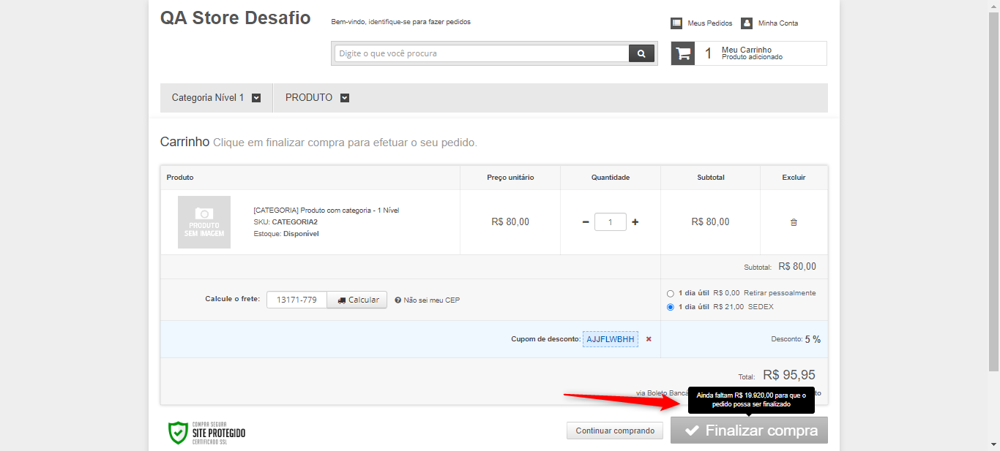 QA Store Desafio
Bem-vindo, identifique-se para fazer pedidos
Meus Pedidos
Minha Conta
Digite o que você procura
1
Meu Carrinho
Produto adicionado
Categoria Nível 1
PRODUTO
Carrinho Clique em finalizar compra para efetuar o seu pedido.
Produto
Preço unitário
Quantidade
Subtotal
Excluir
PRODUTO
SEM IMAGEM
[CATEGORIA] Produto com categoria - 1 Nível
SKU: CATEGORIA2
Estoque: Disponível
R$ 80,00
1
R$ 80,00
Subtotal: R$ 80,00
Calcule o frete:
13171-779
Calcular
Não sei meu CEP
1 dia útil R$ 0,00 Retirar pessoalmente
1 dia útil R$ 21,00 SEDEX
Cupom de desconto: AJJFLWBHH
Desconto: 5 %
Total: R$ 95,95
via Boleto
Ainda faltam R$ 19.920,00 para que o
pedido possa ser finalizado
COMPRA SEGURA
SITE PROTEGIDO
CERTIFICADO SSL
Continuar comprando
Finalizar compra